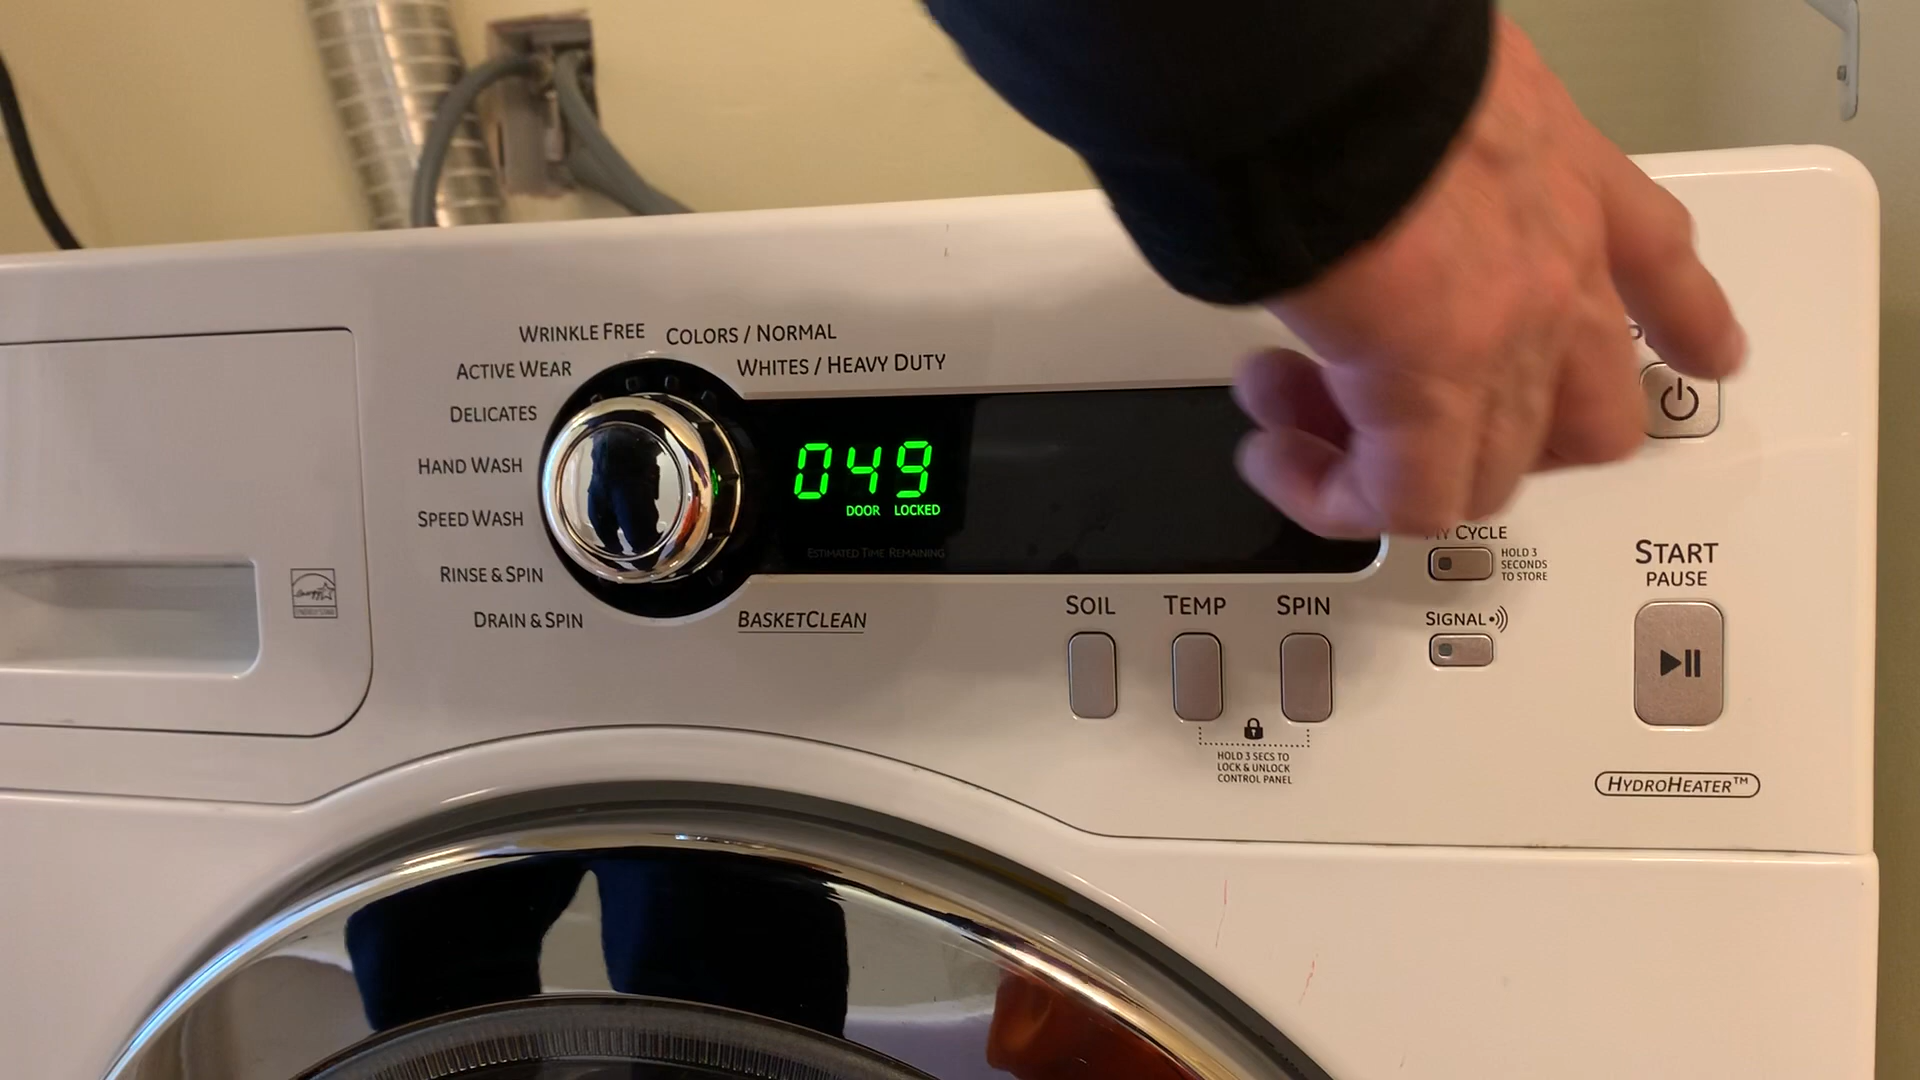 WRINKLE FREE
COLORS / NORMAL
ACTIVE WEAR
WHITES / HEAVY DUTY
DELICATES
HAND WASH
SPEED WASH
RINSE & SPIN
DRAIN & SPIN
BASKETCLEAN
049
DOOR LOCKED
ESTIMATED TIME REMAINING
SOIL
TEMP
SPIN
HOLD 3 SECS TO
LOCK & UNLOCK
CONTROL PANEL
MY CYCLE
HOLD 3
SECONDS
TO STORE
SIGNAL
START
PAUSE
HYDROHEATER™